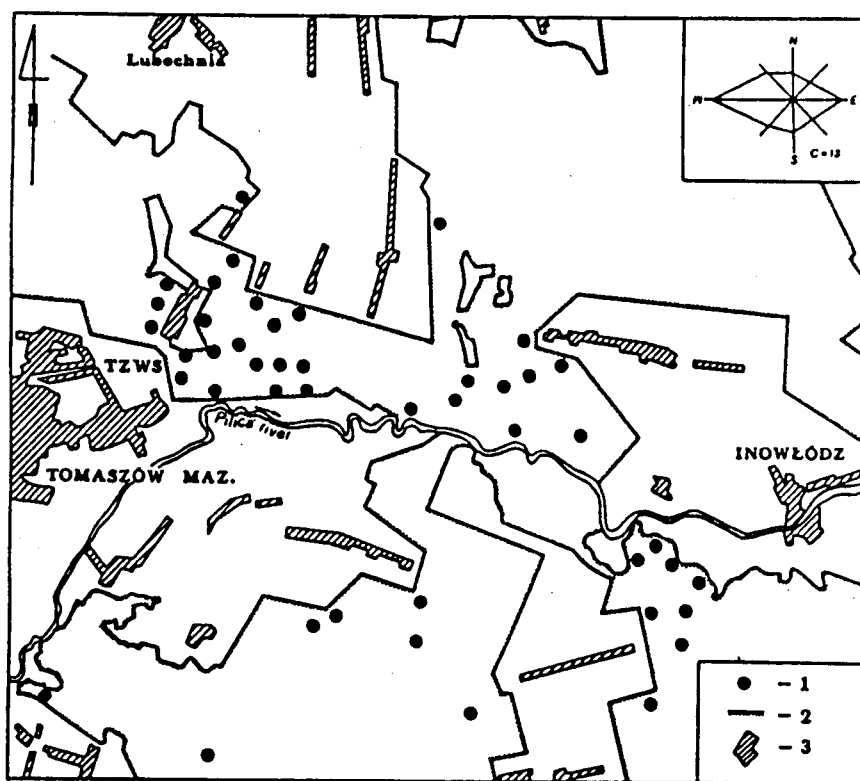 Lubochnia
N
W
E
S
C=13
TZWS
Pilica river
TOMASZÓW MAZ.
INOWŁÓDZ
– 1
– 2
– 3